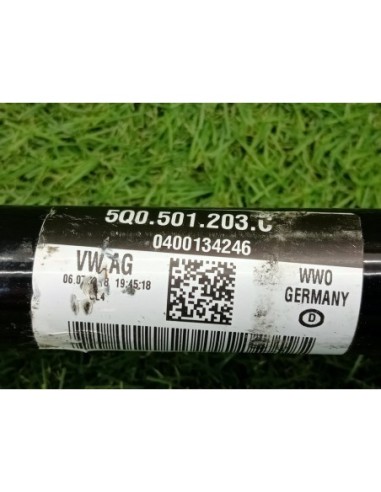 5Q0.501.203.C
0400134246
VW AG
19:45:18
WWO
GERMANY
D